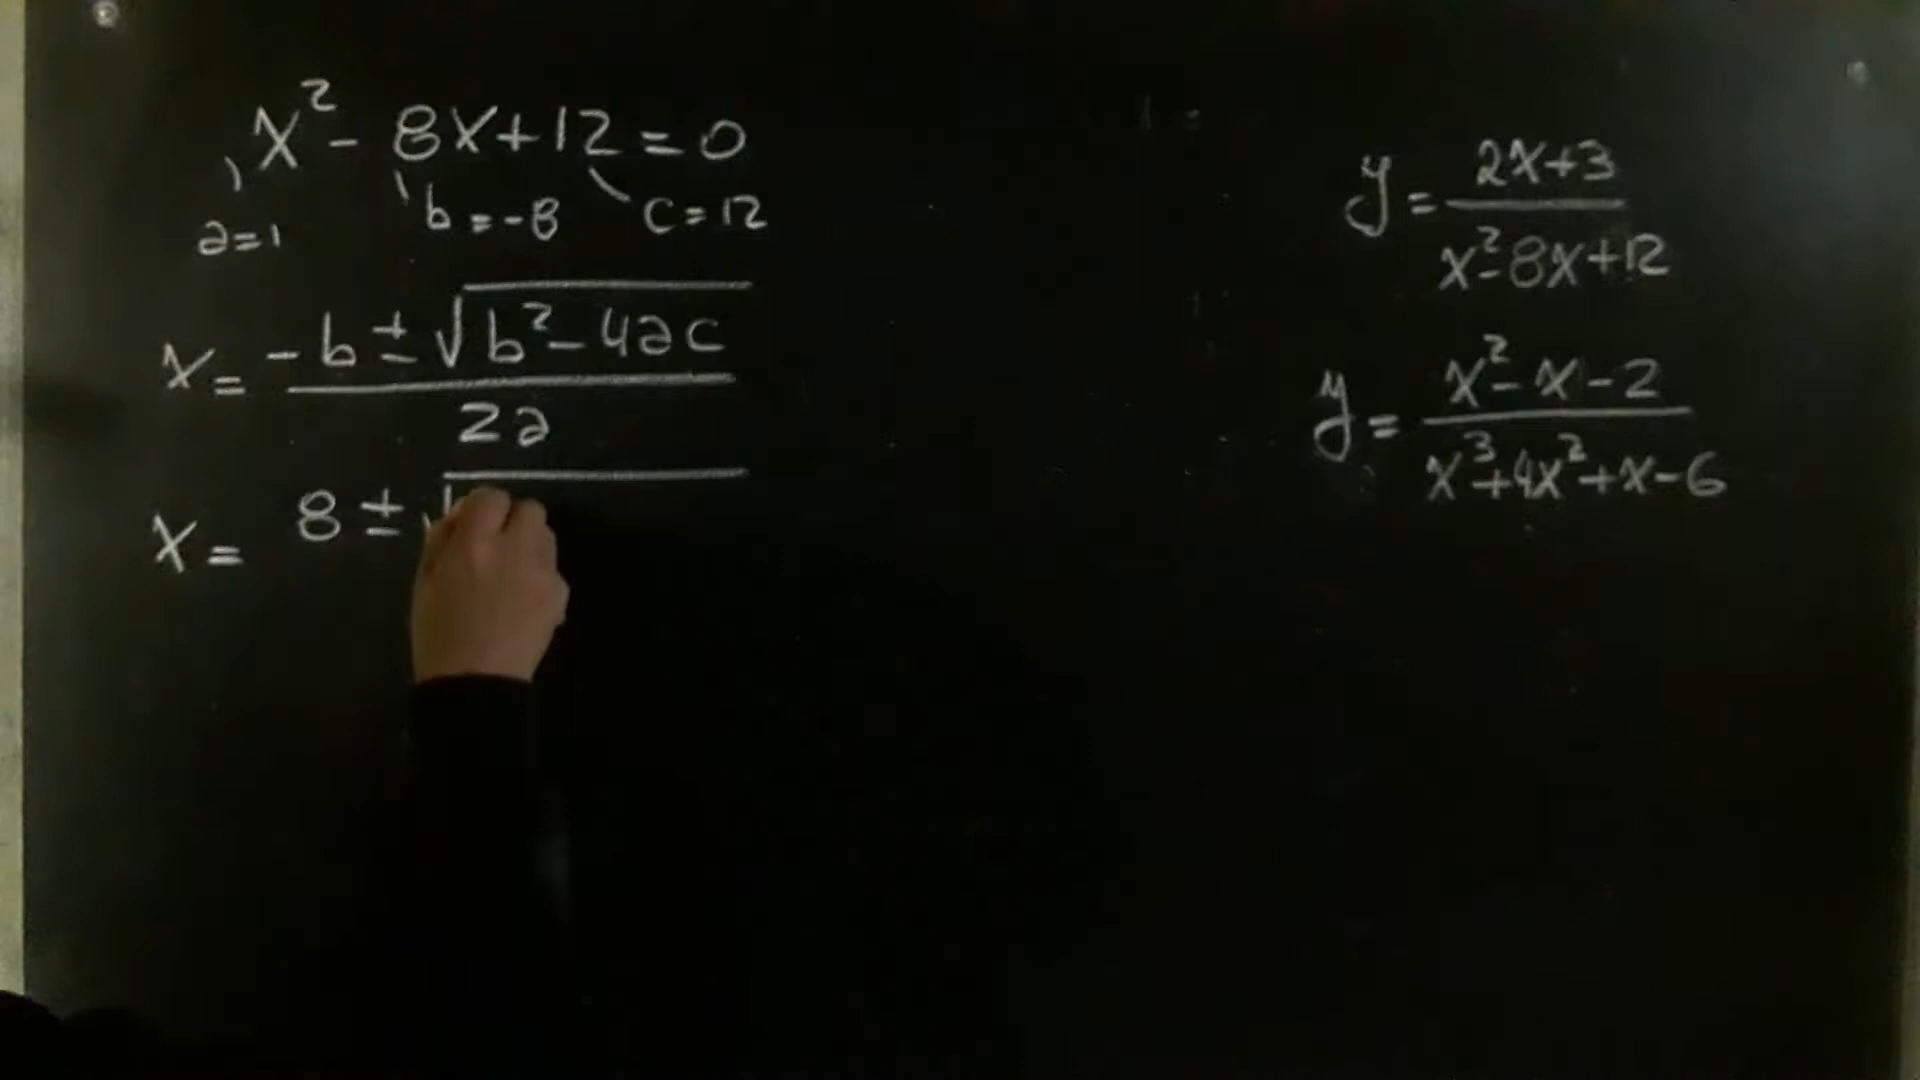 x² - 8x + 12 = 0
a = 1 b = -8 c = 12
x = (-b ± √(b² - 4ac)) / 2a
x = 8 ± √
y = (2x + 3) / (x² - 8x + 12)
y = (x² - x - 2) / (x³ + 4x² + x - 6)